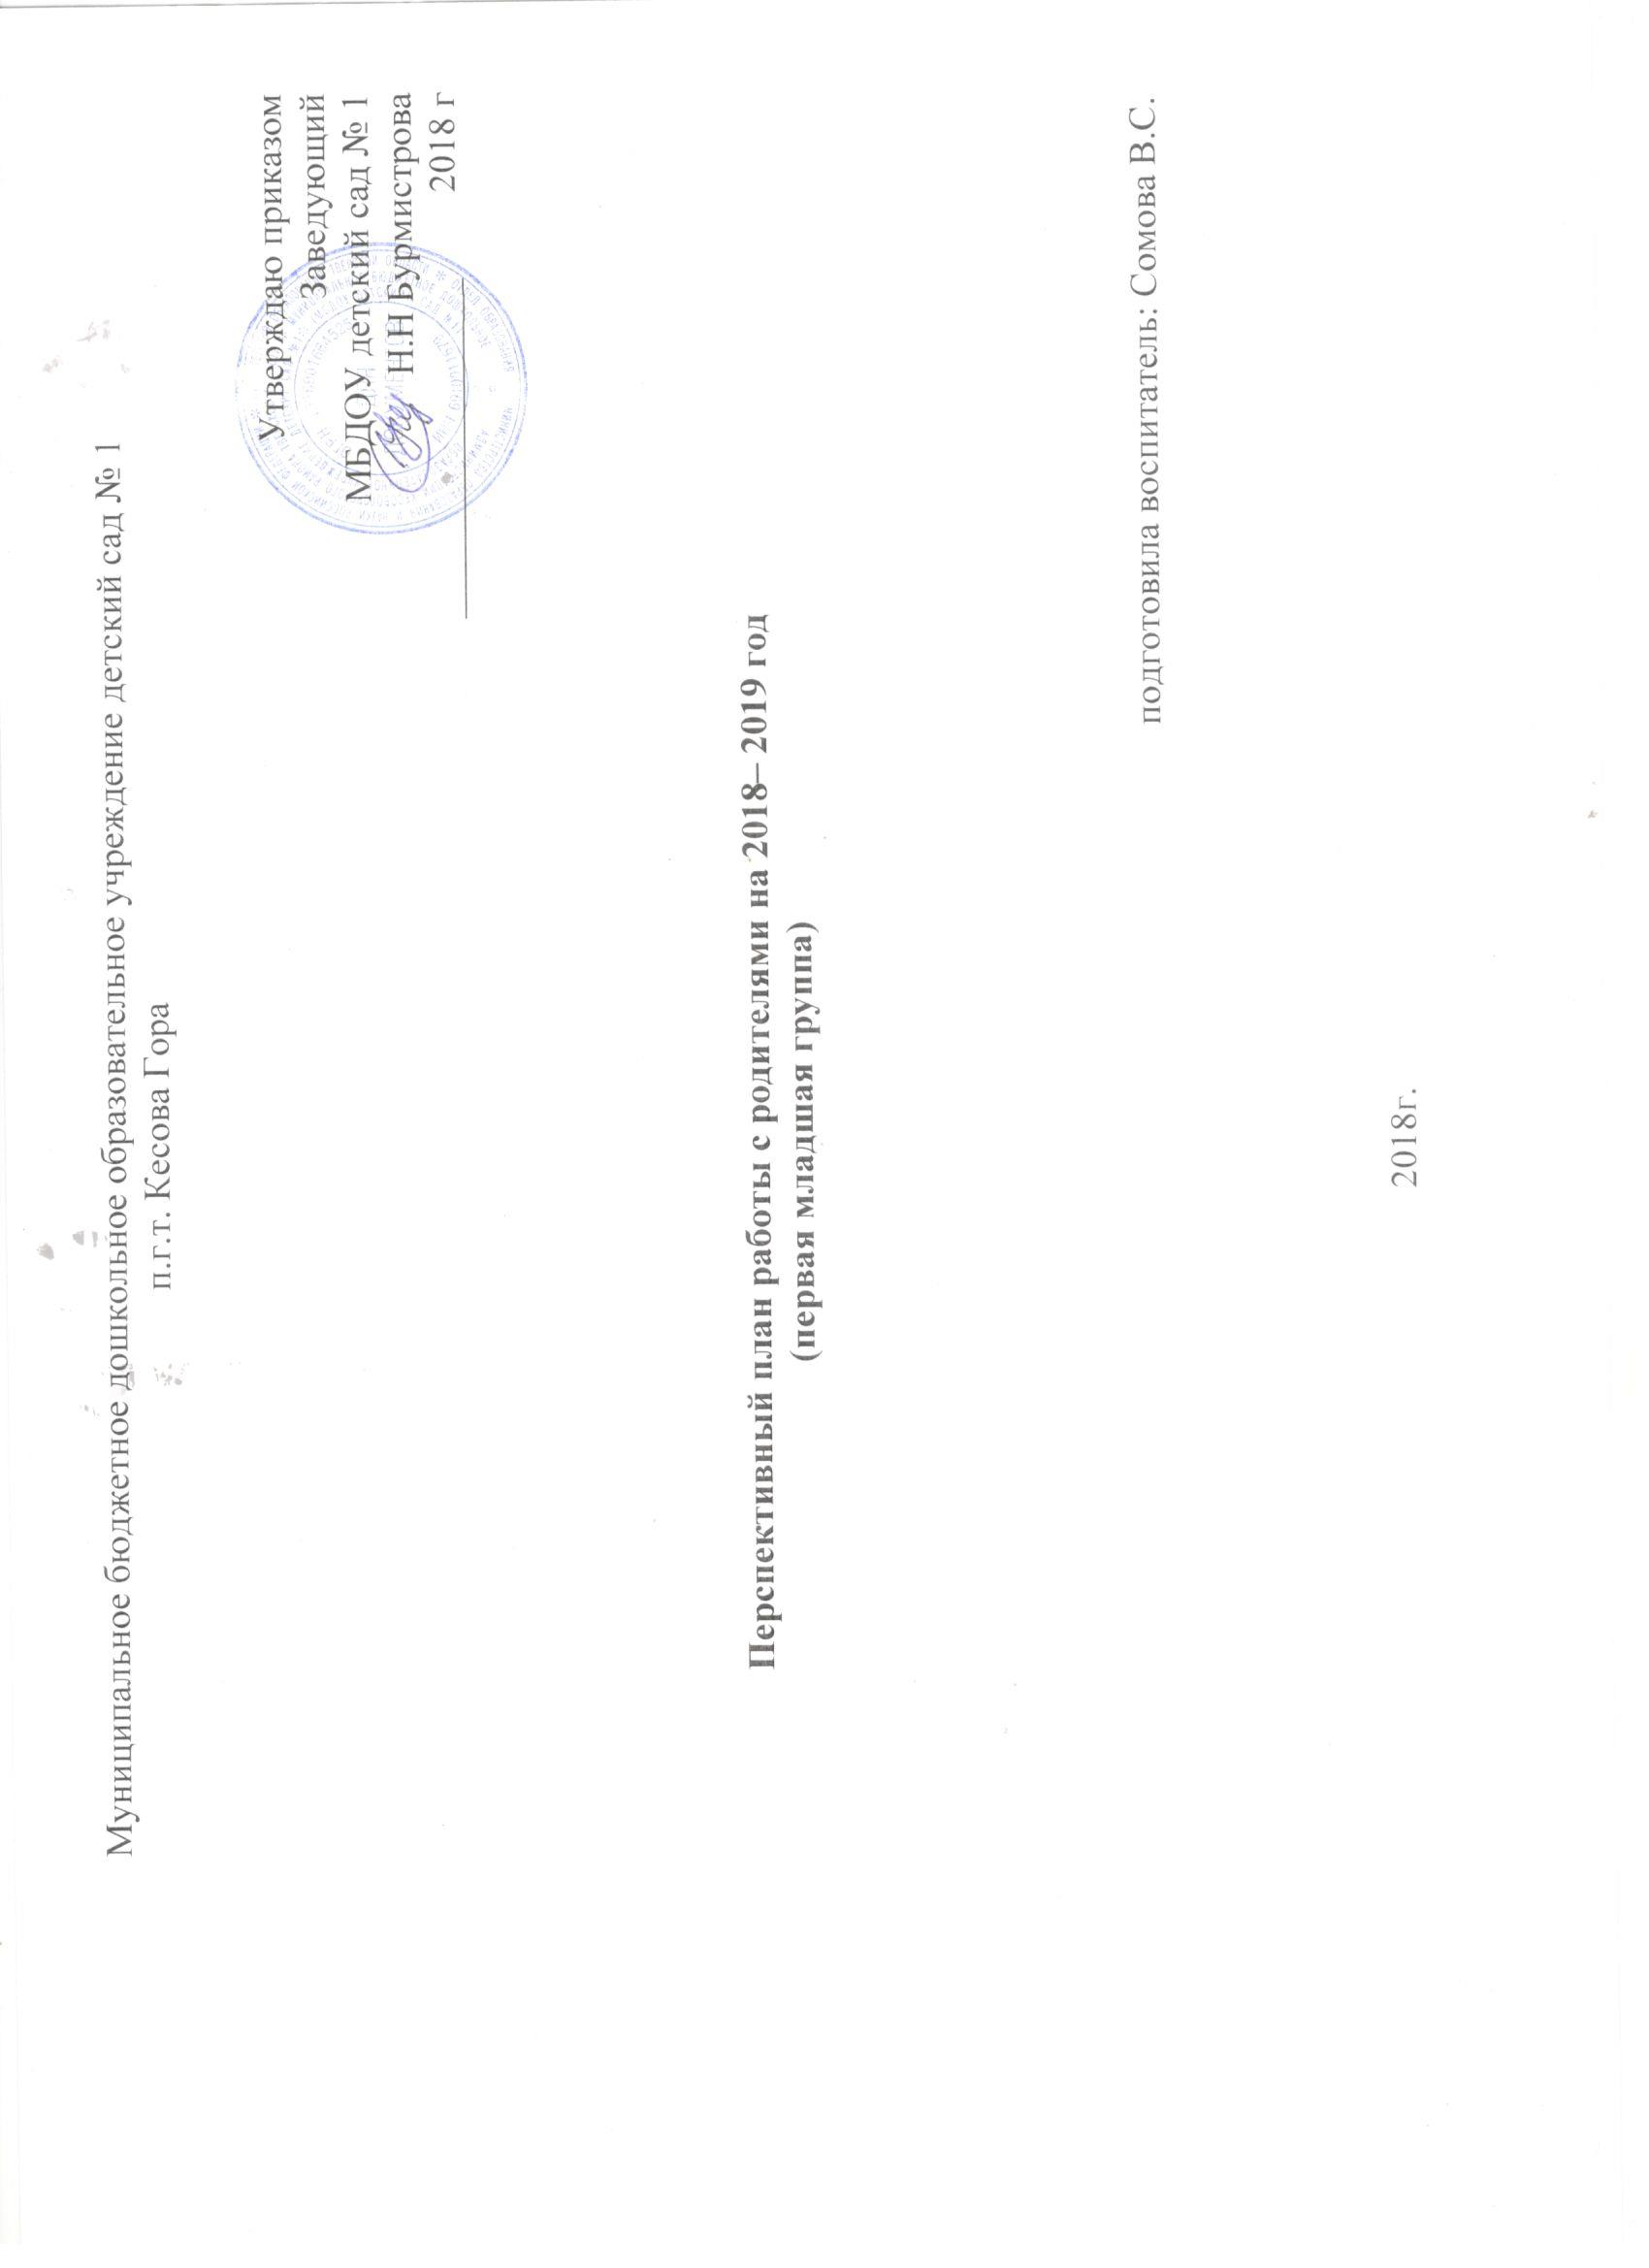 Муниципальное бюджетное дошкольное образовательное учреждение детский сад № 1
п.г.т. Кесова Гора
Утверждаю приказом
Заведующий
МБДОУ детский сад № 1
Н.Н Бурмистрова
2018 г
Перспективный план работы с родителями на 2018– 2019 год
(первая младшая группа)
подготовила воспитатель: Сомова В.С.
2018г.